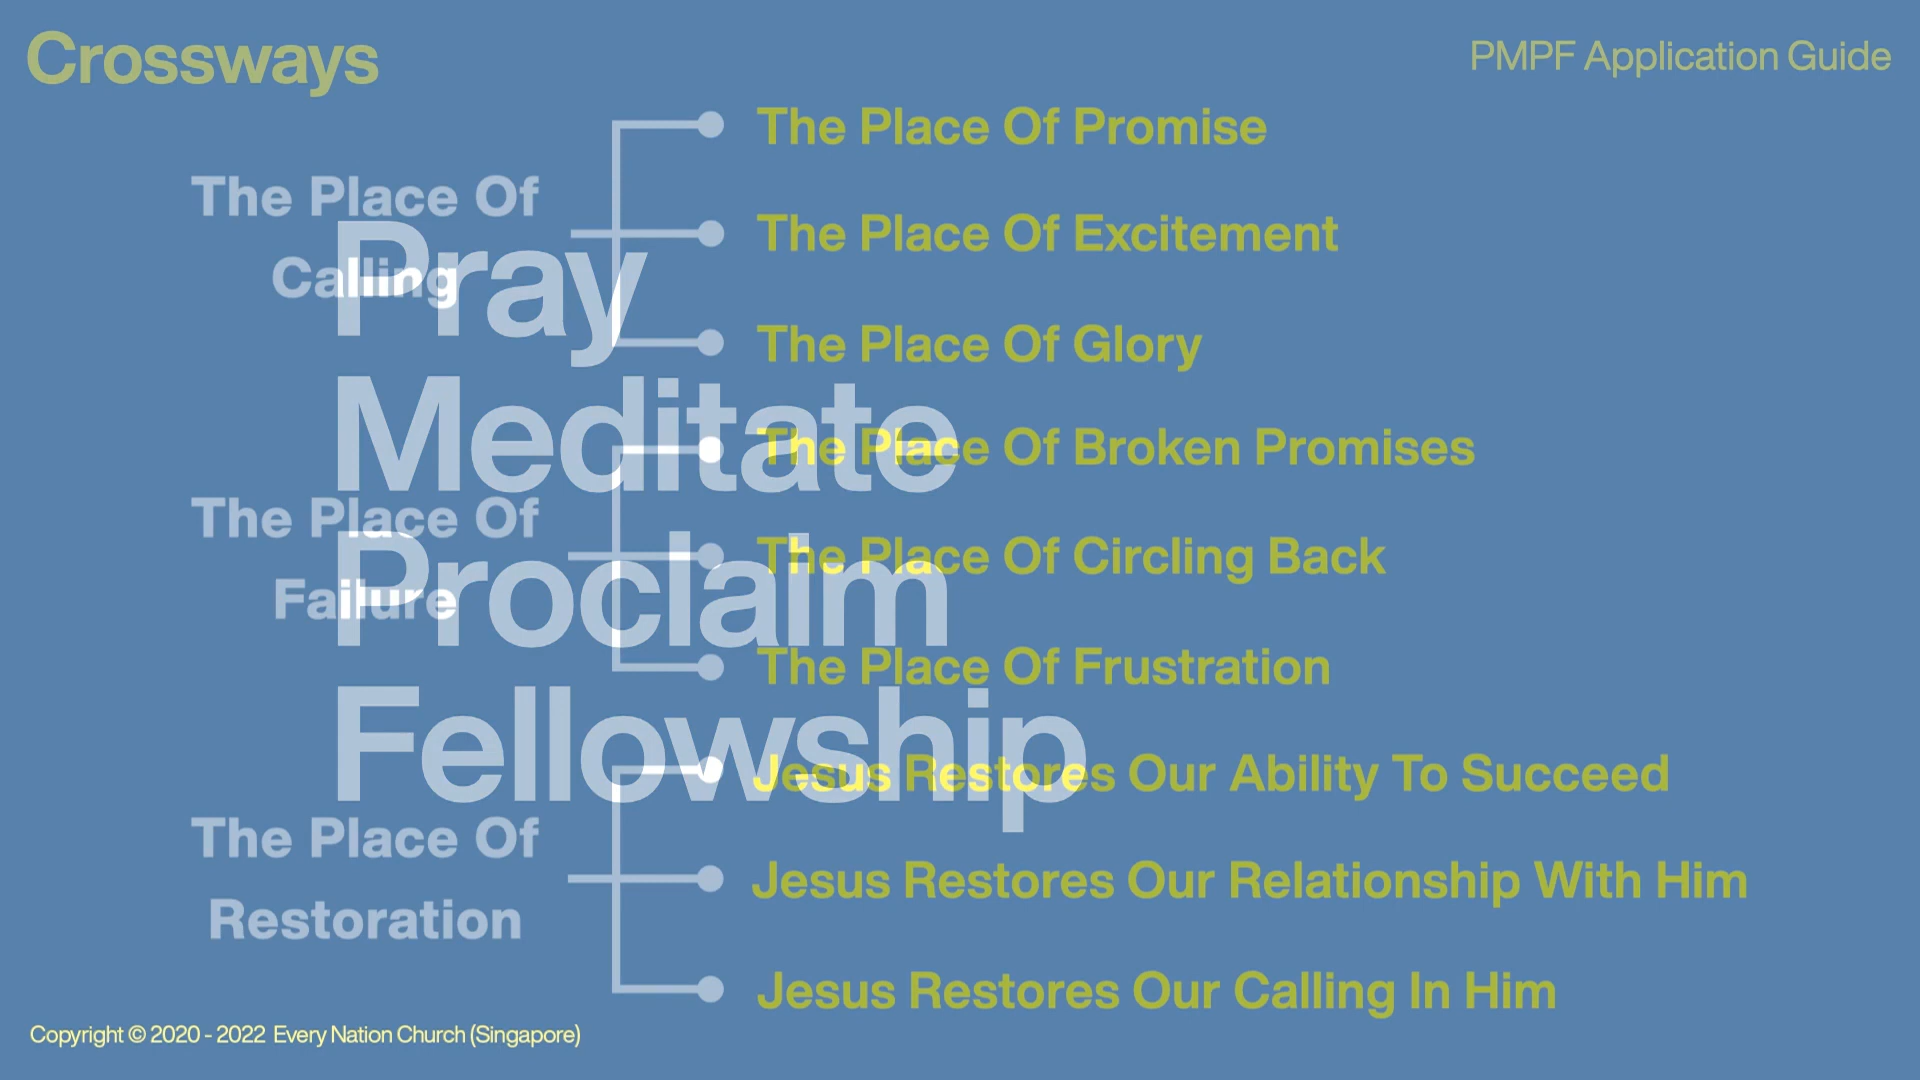 Crossways
PMPF Application Guide
The Place Of
Calling
The Place Of Promise
The Place Of Excitement
The Place Of Glory
The Place Of
Failure
The Place Of Broken Promises
The Place Of Circling Back
The Place Of Frustration
The Place Of
Restoration
Jesus Restores Our Ability To Succeed
Jesus Restores Our Relationship With Him
Jesus Restores Our Calling In Him
Pray
Meditate
Proclaim
Fellowship
Copyright © 2020 - 2022 Every Nation Church (Singapore)